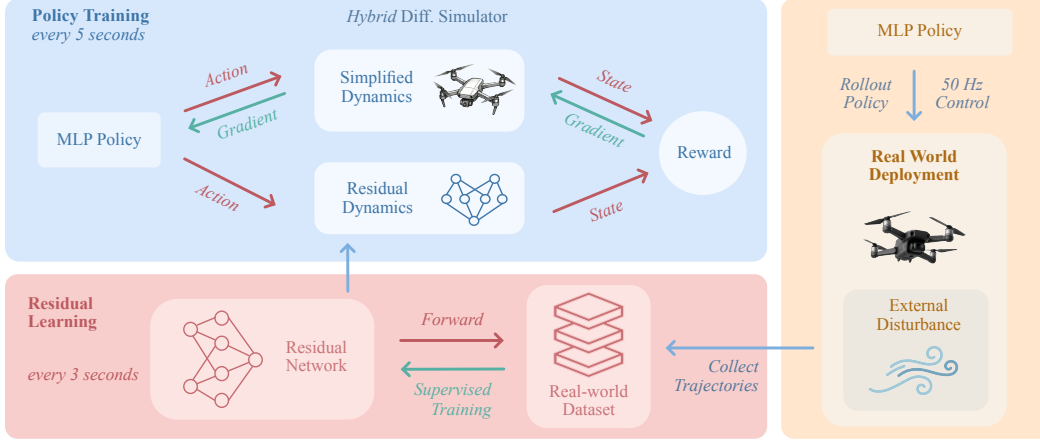 Policy Training
every 5 seconds
Hybrid Diff. Simulator
Action
Gradient
Simplified
Dynamics
State
Gradient
MLP Policy
Reward
Action
Residual
Dynamics
State
Residual
Learning
every 3 seconds
Residual
Network
Forward
Supervised
Training
Real-world
Dataset
Collect
Trajectories
MLP Policy
Rollout
Policy
50 Hz
Control
Real World
Deployment
External
Disturbance